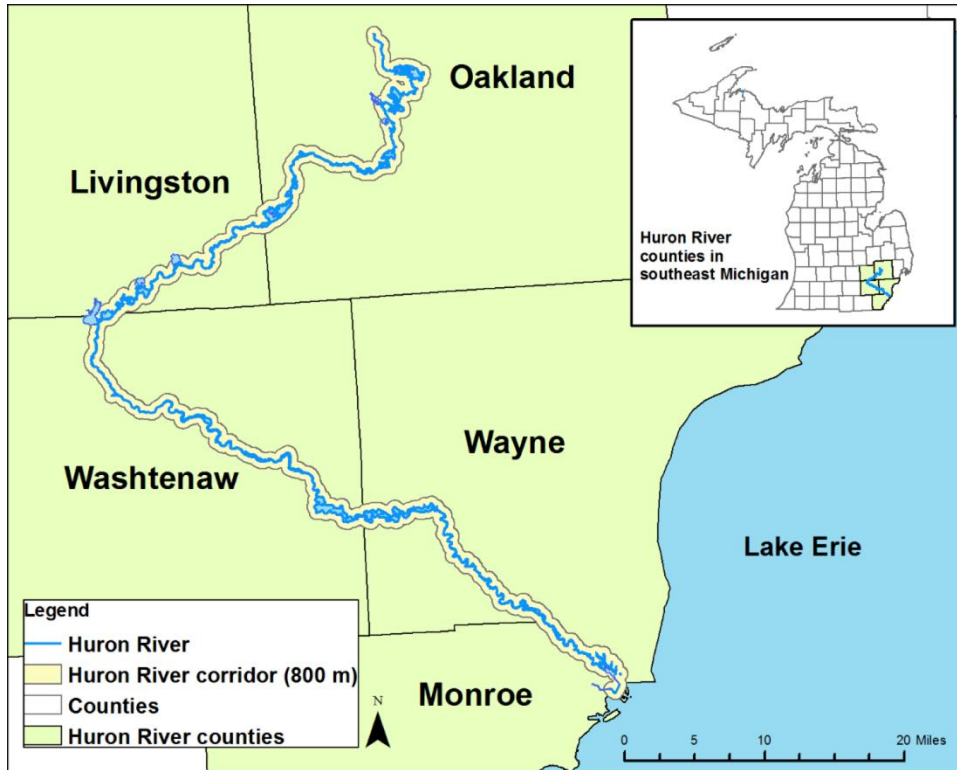 Oakland
Livingston
Huron River
counties in
southeast Michigan
Wayne
Washtenaw
Lake Erie
Legend
Huron River
Huron River corridor (800 m)
Counties
Huron River counties
Monroe
N
0 5 10 20 Miles